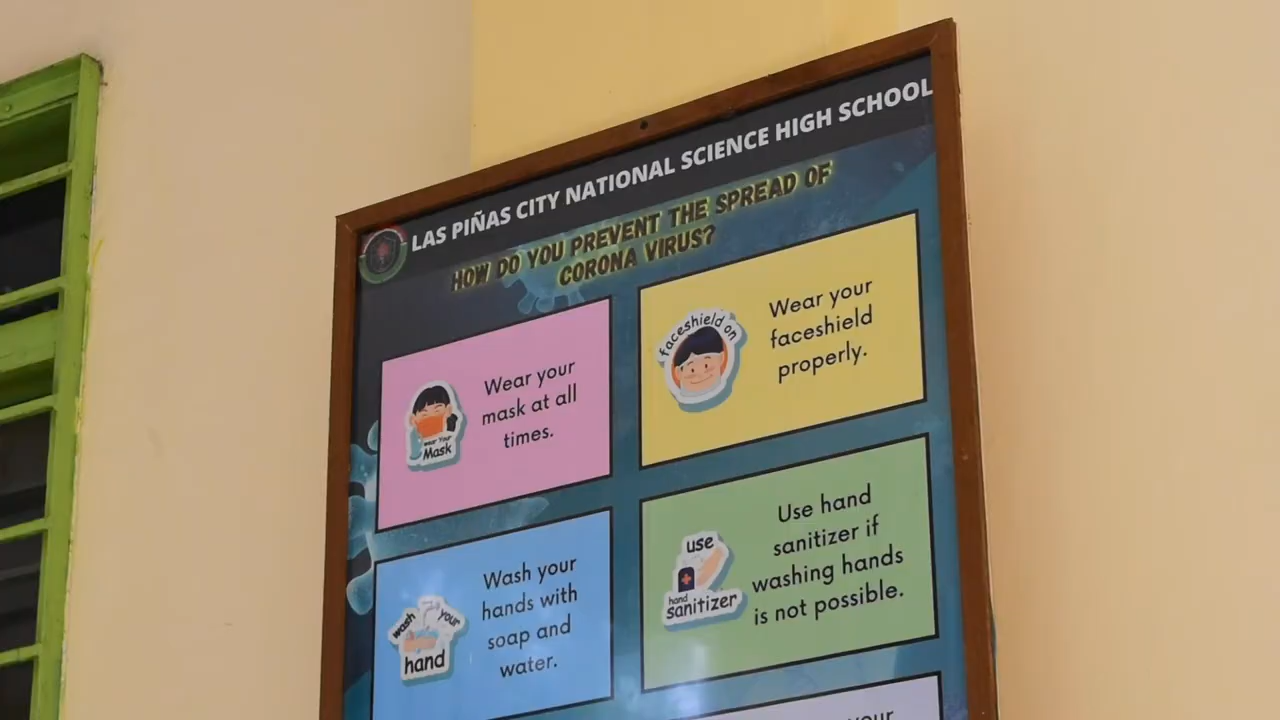 LAS PIÑAS CITY NATIONAL SCIENCE HIGH SCHOOL
HOW DO YOU PREVENT THE SPREAD OF
CORONA VIRUS?
wear your
Mask
Wear your
mask at all
times.
faceshield on
Wear your
faceshield
properly.
wash your
hand
Wash your
hands with
soap and
water.
use
hand
sanitizer
Use hand
sanitizer if
washing hands
is not possible.
your